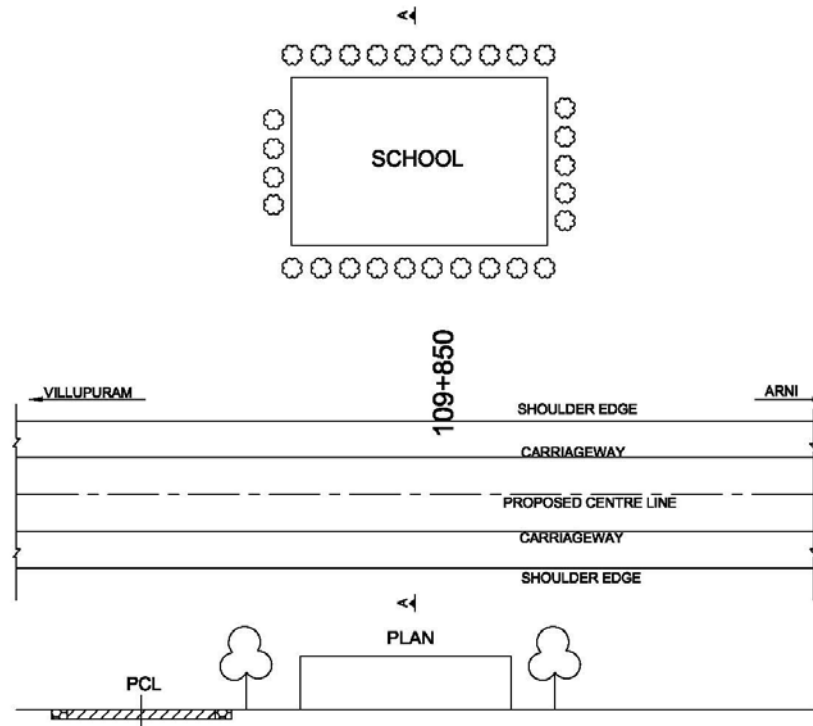 A
SCHOOL
109+850
VILLUPURAM
ARNI
SHOULDER EDGE
CARRIAGEWAY
PROPOSED CENTRE LINE
CARRIAGEWAY
SHOULDER EDGE
A
PLAN
PCL